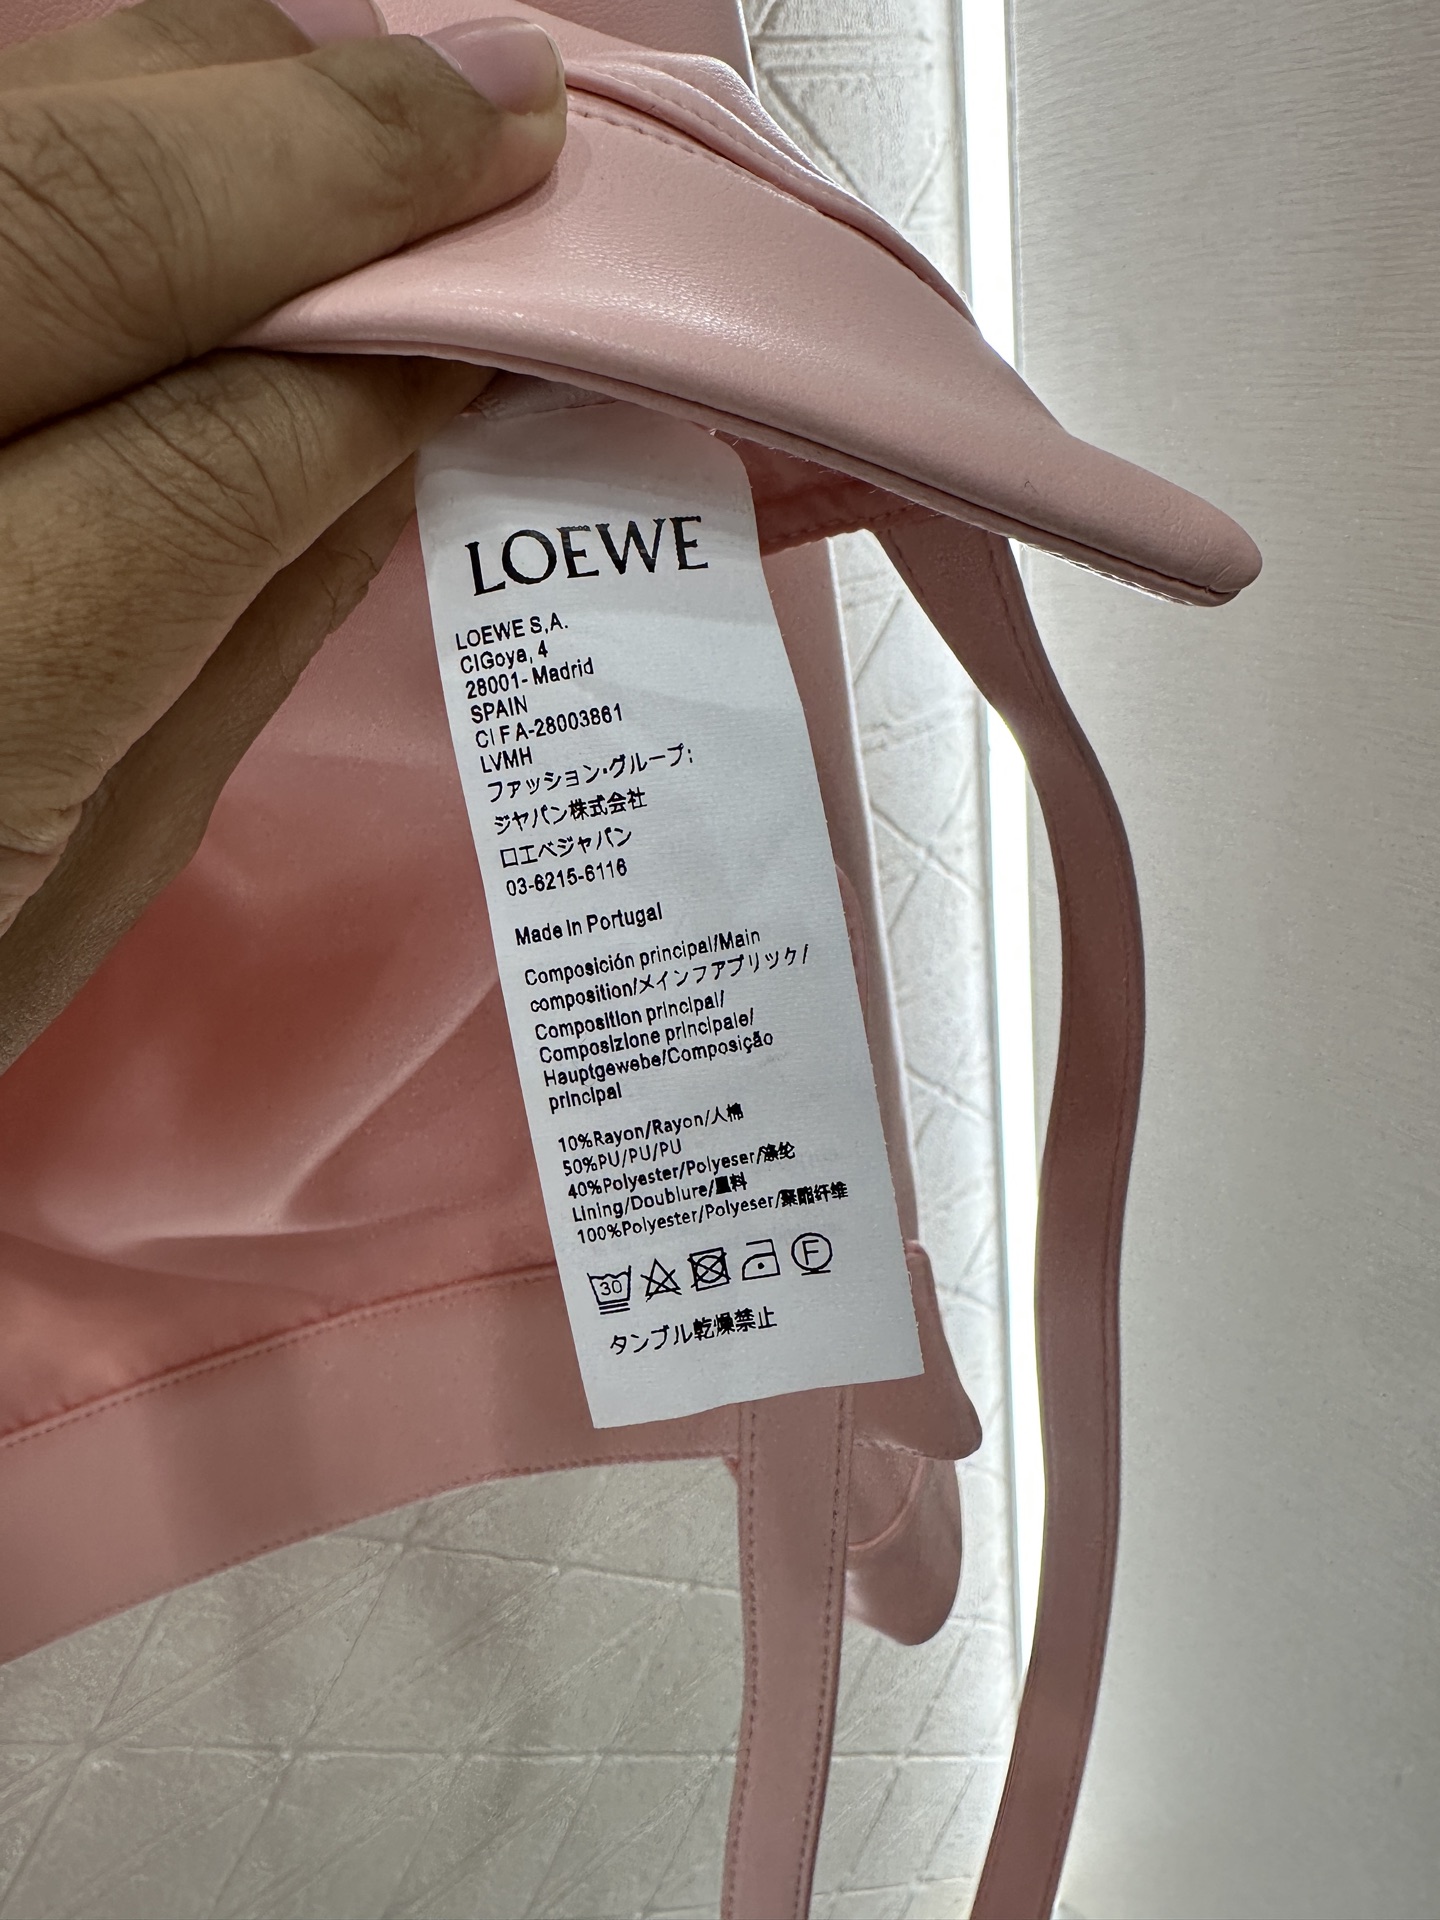 LOEWE
LOEWE S,A.
CIGoya, 4
28001- Madrid
SPAIN
CI F A-28003861
LVMH
ファッション・グループ:
ジヤパン株式会社
ロエベジャパン
03-6215-6116
Made in Portugal
Composición principal/Main
composition/メインフアブリツケ/
Composition principal/
Composizione principale/
Hauptgewebe/Composição
principal
10%Rayon/Rayon/人棉
50%PU/PU/PU
40%Polyester/Polyeser/涤纶
Lining/Doublure/里料
100%Polyester/Polyeser/聚酯纤维
30 F
タンブル乾燥禁止